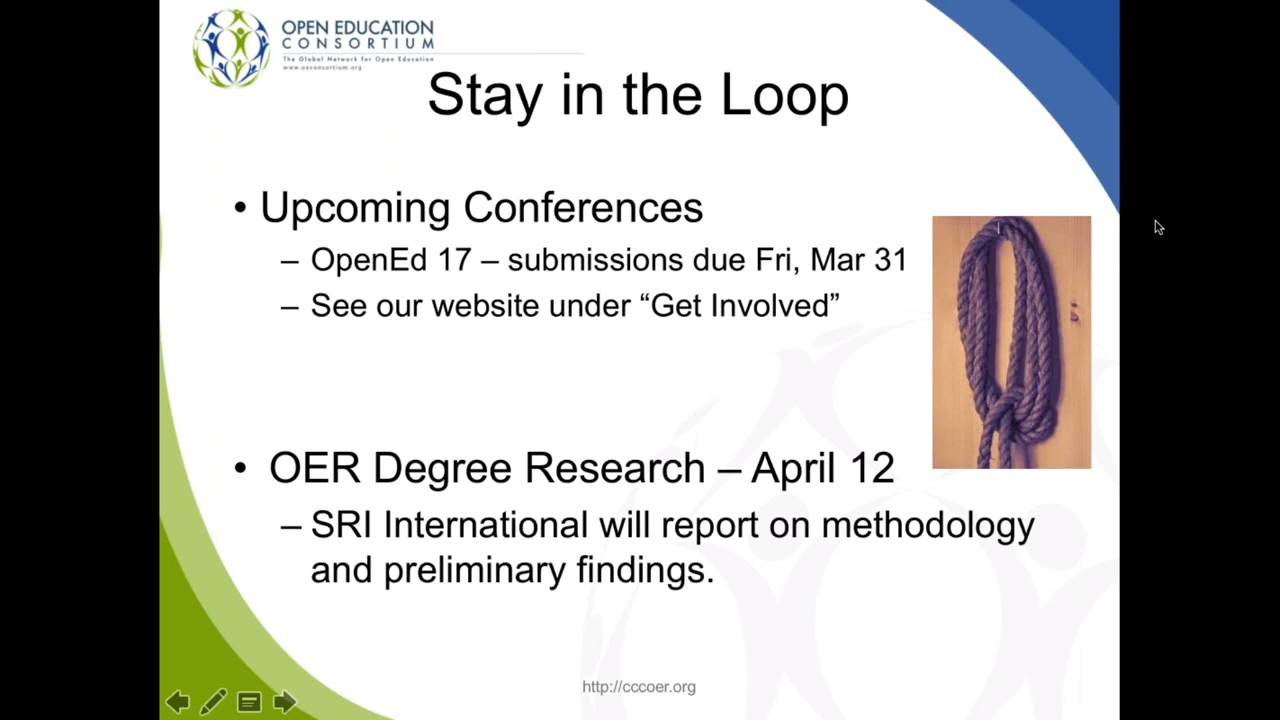 OPEN EDUCATION
CONSORTIUM
The Global Network for Open Education
www.oeconsortium.org
Stay in the Loop
• Upcoming Conferences
– OpenEd 17 – submissions due Fri, Mar 31
– See our website under “Get Involved”
• OER Degree Research – April 12
– SRI International will report on methodology
and preliminary findings.
http://cccoer.org